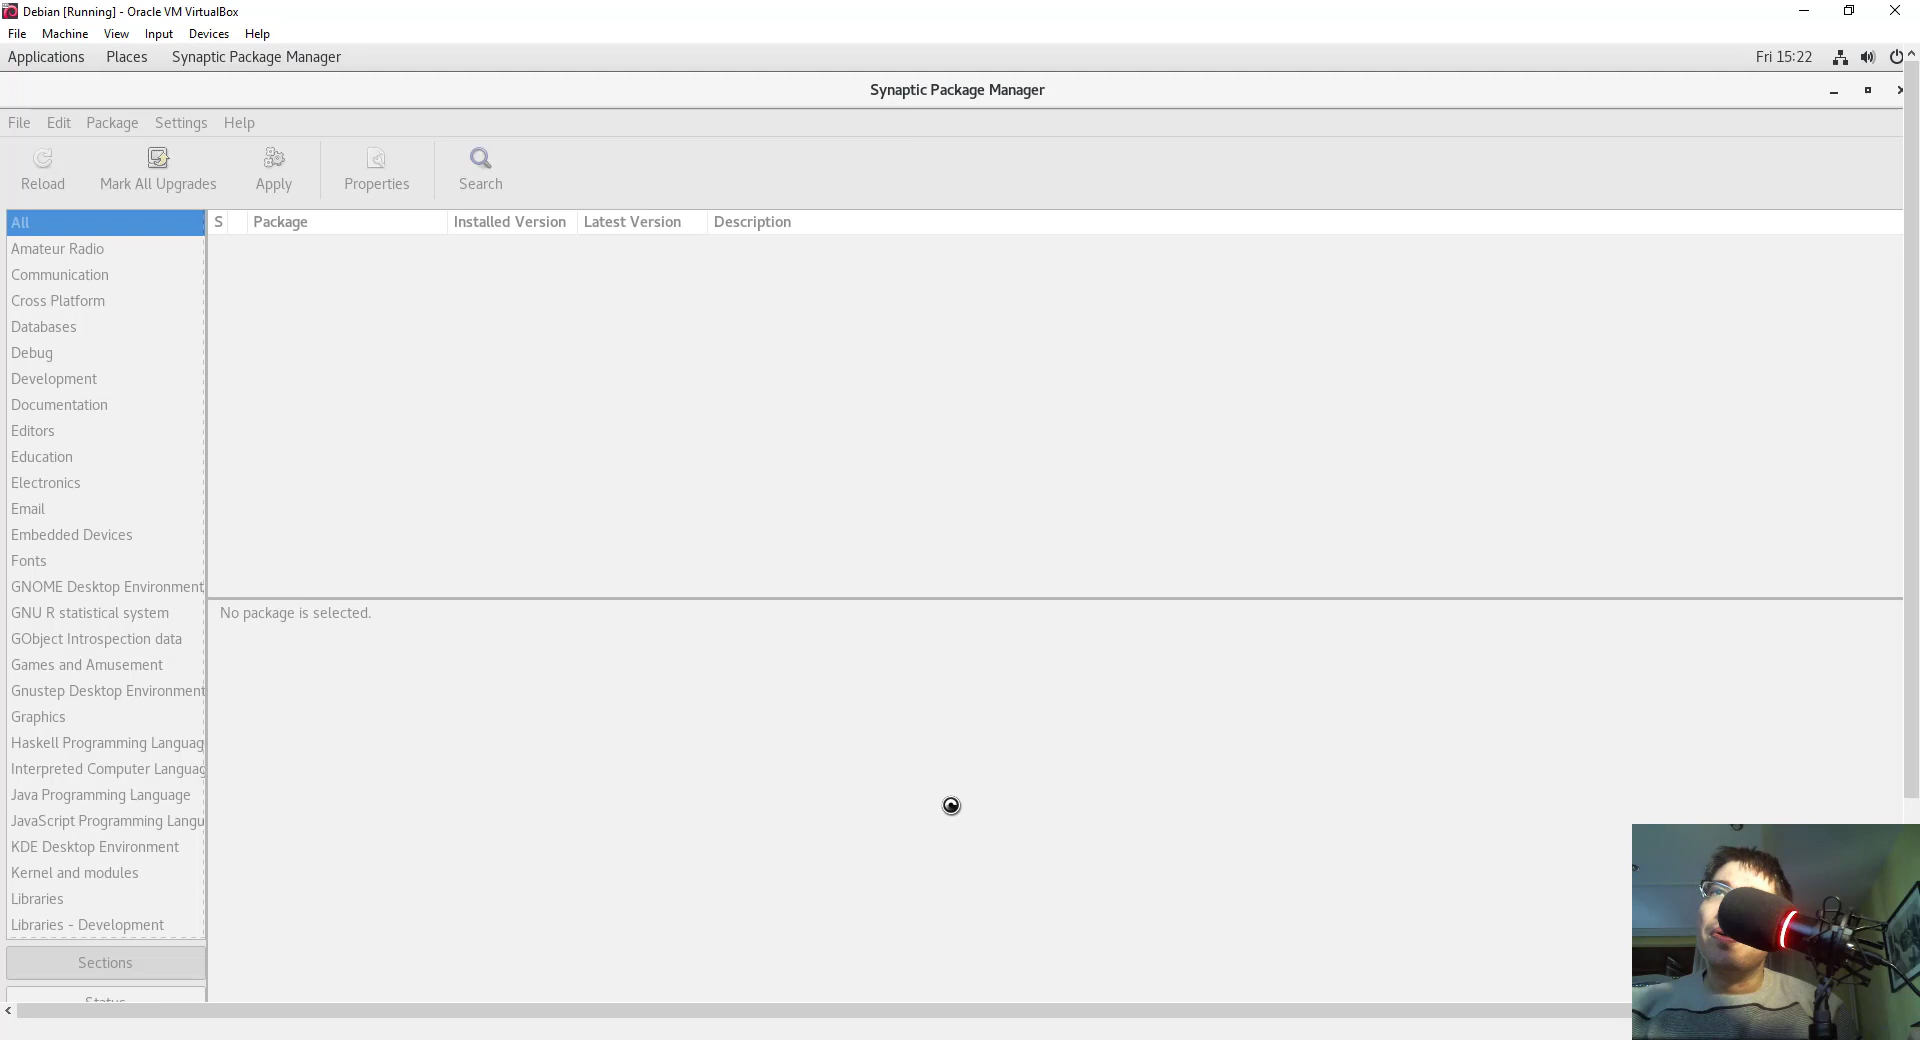 Debian [Running] - Oracle VM VirtualBox
File Machine View Input Devices Help
Applications Places Synaptic Package Manager Fri 15:22
Synaptic Package Manager
File Edit Package Settings Help
Reload Mark All Upgrades Apply Properties Search
All
S Package Installed Version Latest Version Description
Amateur Radio
Communication
Cross Platform
Databases
Debug
Development
Documentation
Editors
Education
Electronics
Email
Embedded Devices
Fonts
GNOME Desktop Environment
GNU R statistical system
No package is selected.
GObject Introspection data
Games and Amusement
Gnustep Desktop Environment
Graphics
Haskell Programming Languag
Interpreted Computer Languag
Java Programming Language
JavaScript Programming Langu
KDE Desktop Environment
Kernel and modules
Libraries
Libraries - Development
Sections
Status